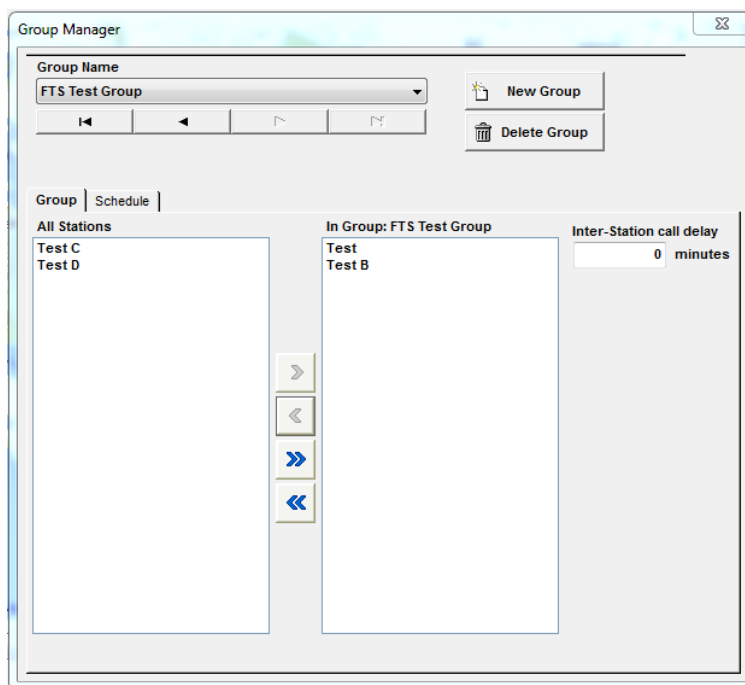 Group Manager
Group Name
FTS Test Group
New Group
Delete Group
Group
Schedule
All Stations
Test C
Test D
In Group: FTS Test Group
Test
Test B
Inter-Station call delay
0 minutes